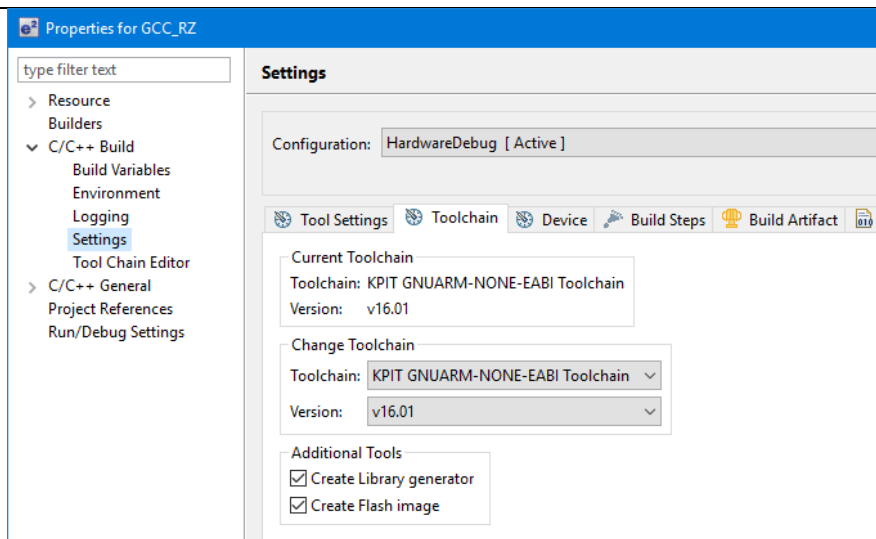 e² Properties for GCC_RZ
type filter text
Settings
Resource
Builders
C/C++ Build
Build Variables
Environment
Logging
Settings
Tool Chain Editor
C/C++ General
Project References
Run/Debug Settings
Configuration: HardwareDebug [ Active ]
Tool Settings Toolchain Device Build Steps Build Artifact 010
Current Toolchain
Toolchain: KPIT GNUARM-NONE-EABI Toolchain
Version: v16.01
Change Toolchain
Toolchain: KPIT GNUARM-NONE-EABI Toolchain
Version: v16.01
Additional Tools
Create Library generator
Create Flash image